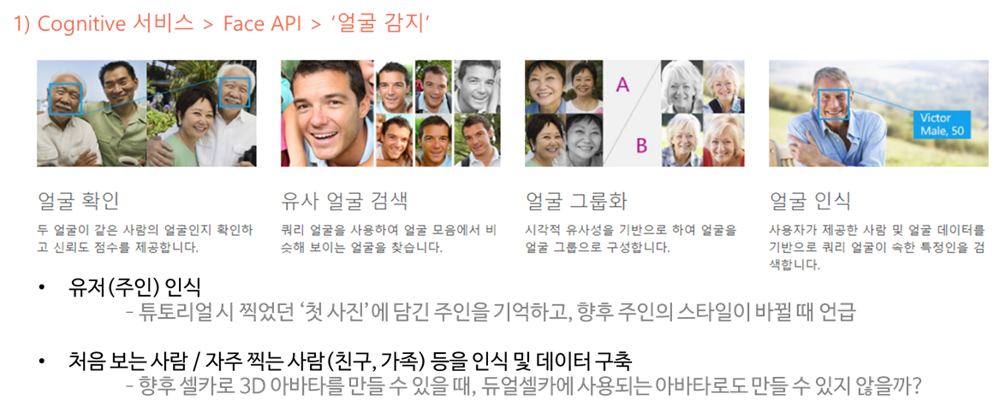 1) Cognitive 서비스 > Face API > ‘얼굴 감지’
A
B
Victor
Male, 50
얼굴 확인
두 얼굴이 같은 사람의 얼굴인지 확인하
고 신뢰도 점수를 제공합니다.
유사 얼굴 검색
쿼리 얼굴을 사용하여 얼굴 모음에서 비
슷해 보이는 얼굴을 찾습니다.
얼굴 그룹화
시각적 유사성을 기반으로 하여 얼굴을
얼굴 그룹으로 구성합니다.
얼굴 인식
사용자가 제공한 사람 및 얼굴 데이터를
기반으로 쿼리 얼굴이 속한 특정인을 검
색합니다.
• 유저(주인) 인식
- 튜토리얼 시 찍었던 ‘첫 사진’에 담긴 주인을 기억하고, 향후 주인의 스타일이 바뀔 때 언급
• 처음 보는 사람 / 자주 찍는 사람(친구, 가족) 등을 인식 및 데이터 구축
- 향후 셀카로 3D 아바타를 만들 수 있을 때, 듀얼셀카에 사용되는 아바타로도 만들 수 있지 않을까?